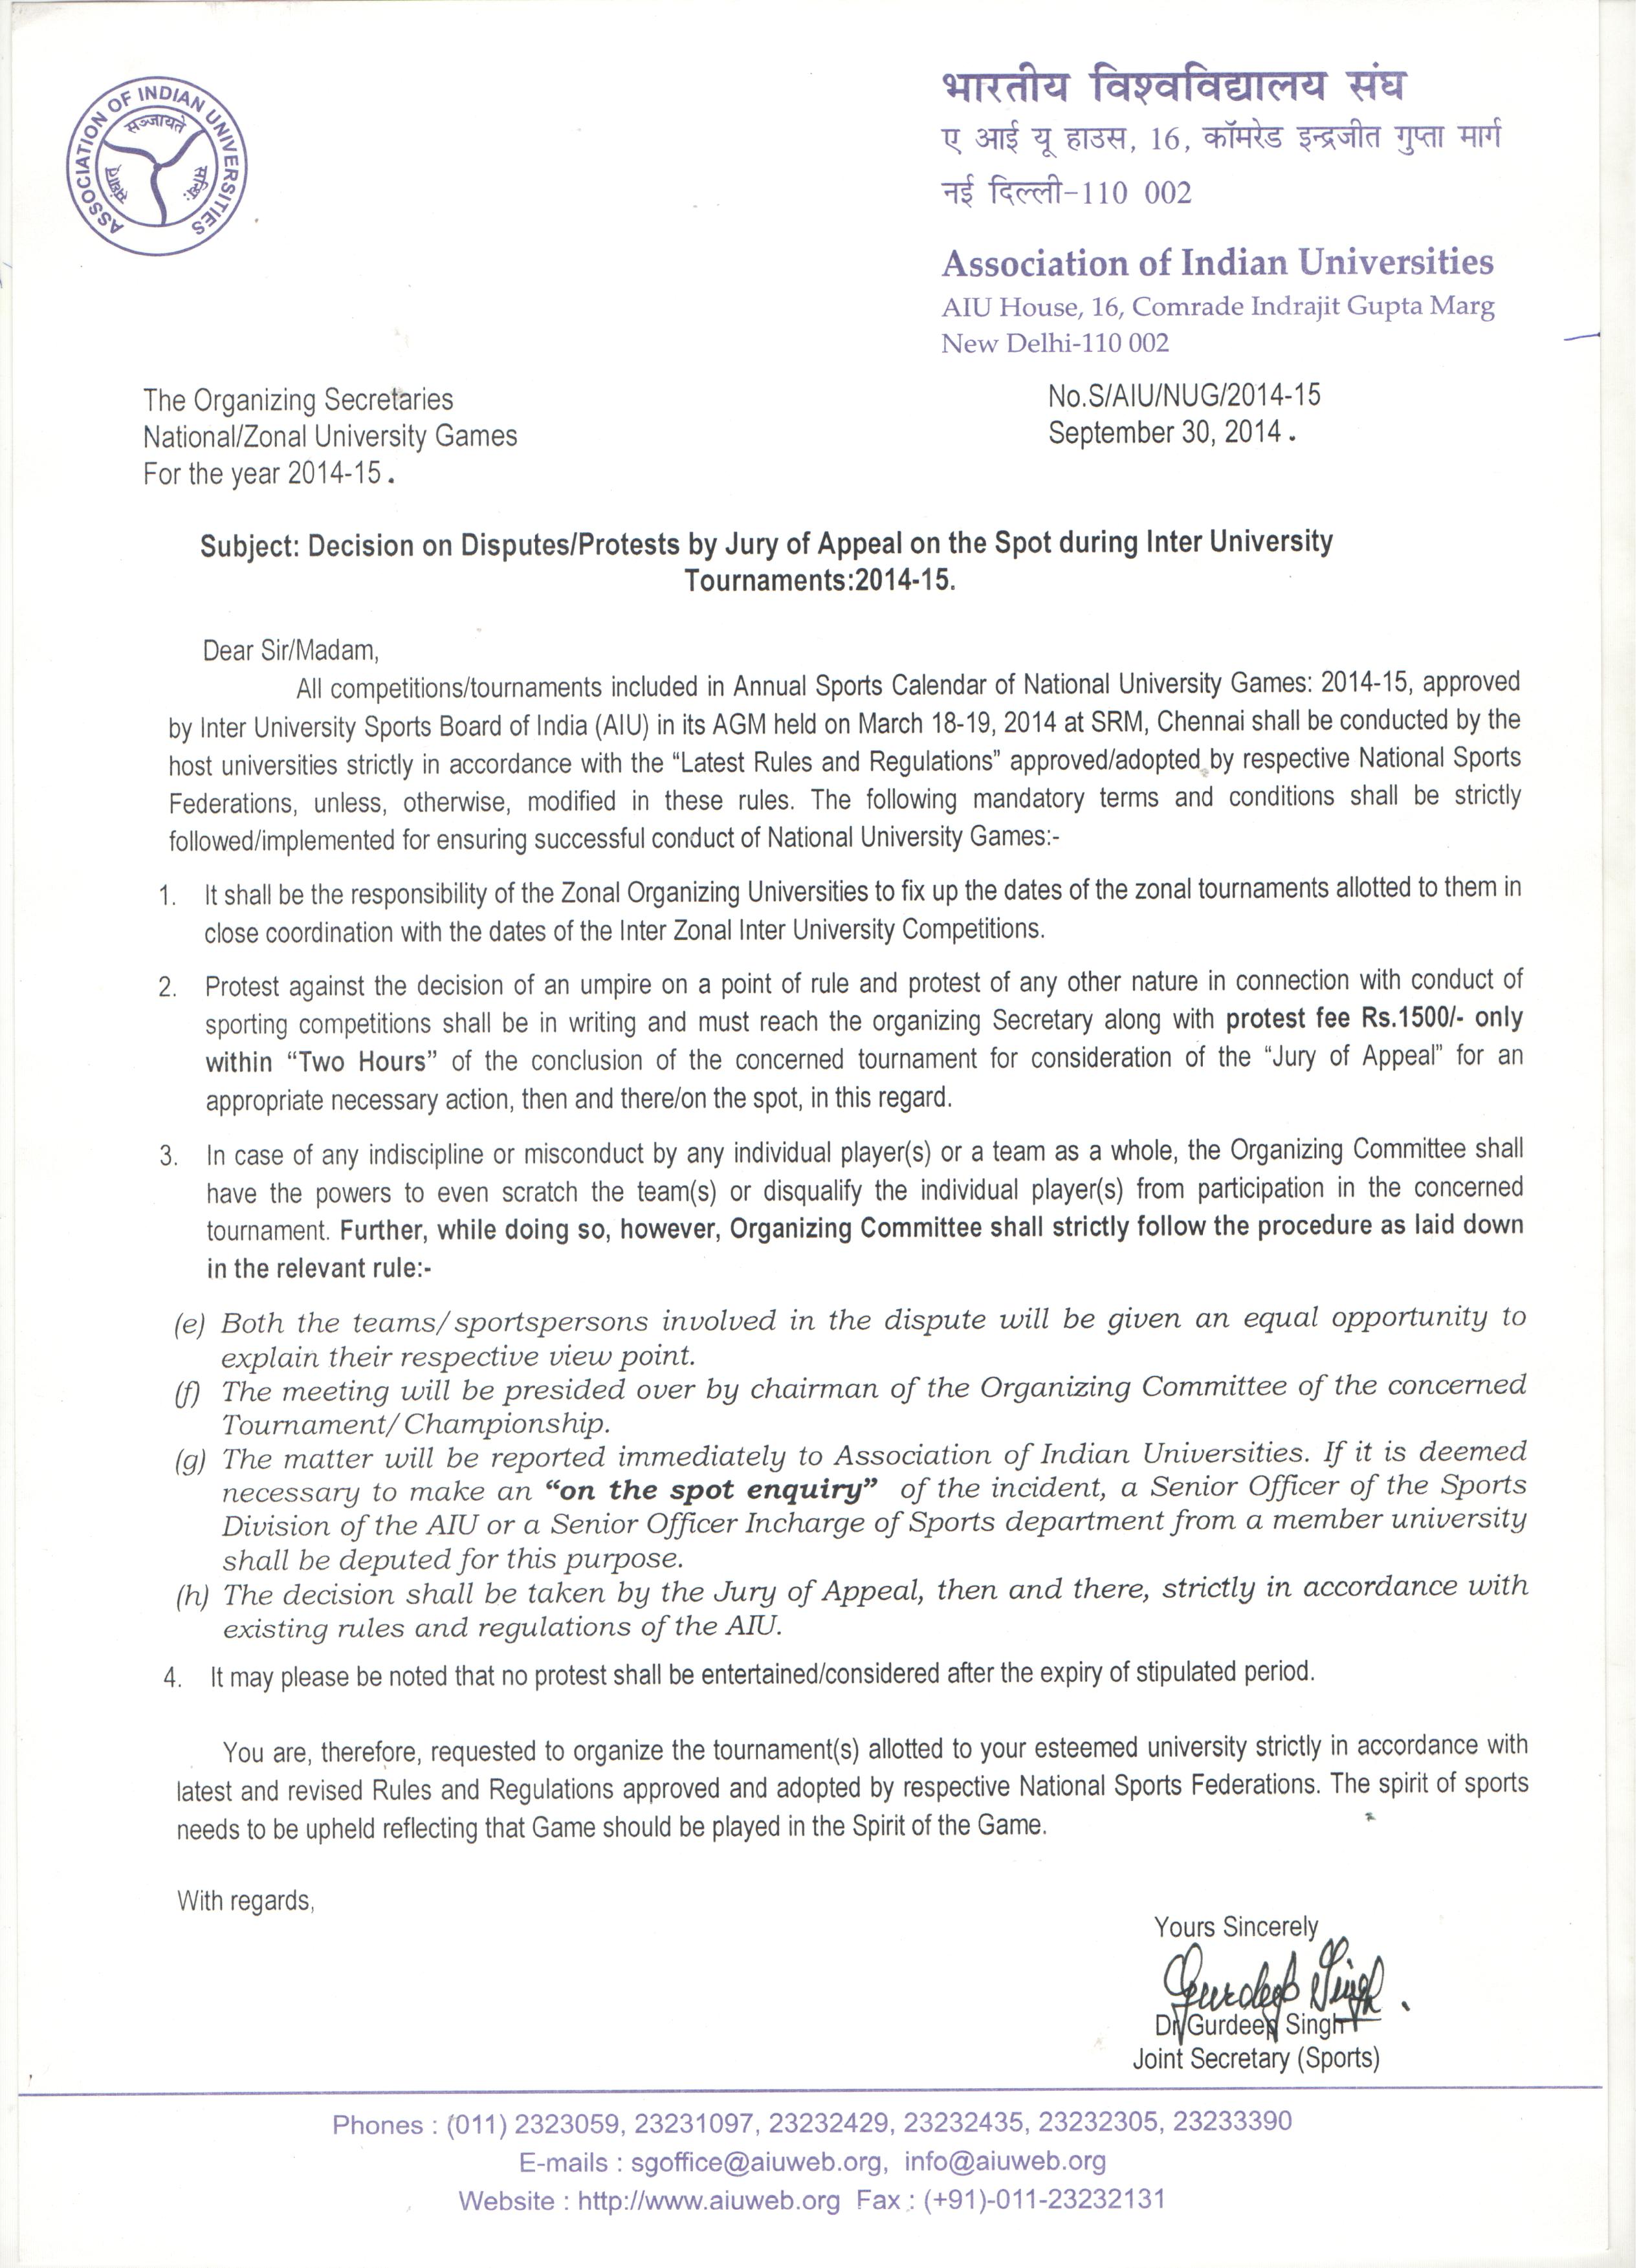 ASSOCIATION OF INDIAN UNIVERSITIES
सञ्जायते
भारतीय विश्वविद्यालय संघ
ए आई यू हाउस, 16, कॉमरेड इन्द्रजीत गुप्ता मार्ग
नई दिल्ली-110 002
Association of Indian Universities
AIU House, 16, Comrade Indrajit Gupta Marg
New Delhi-110 002
The Organizing Secretaries
National/Zonal University Games
For the year 2014-15.
No.S/AIU/NUG/2014-15
September 30, 2014.
Subject: Decision on Disputes/Protests by Jury of Appeal on the Spot during Inter University
Tournaments:2014-15.
Dear Sir/Madam,
All competitions/tournaments included in Annual Sports Calendar of National University Games: 2014-15, approved
by Inter University Sports Board of India (AIU) in its AGM held on March 18-19, 2014 at SRM, Chennai shall be conducted by the
host universities strictly in accordance with the “Latest Rules and Regulations” approved/adopted by respective National Sports
Federations, unless, otherwise, modified in these rules. The following mandatory terms and conditions shall be strictly
followed/implemented for ensuring successful conduct of National University Games:-
1. It shall be the responsibility of the Zonal Organizing Universities to fix up the dates of the zonal tournaments allotted to them in
close coordination with the dates of the Inter Zonal Inter University Competitions.
2. Protest against the decision of an umpire on a point of rule and protest of any other nature in connection with conduct of
sporting competitions shall be in writing and must reach the organizing Secretary along with protest fee Rs.1500/- only
within “Two Hours” of the conclusion of the concerned tournament for consideration of the “Jury of Appeal” for an
appropriate necessary action, then and there/on the spot, in this regard.
3. In case of any indiscipline or misconduct by any individual player(s) or a team as a whole, the Organizing Committee shall
have the powers to even scratch the team(s) or disqualify the individual player(s) from participation in the concerned
tournament. Further, while doing so, however, Organizing Committee shall strictly follow the procedure as laid down
in the relevant rule:-
(e) Both the teams/sportspersons involved in the dispute will be given an equal opportunity to
explain their respective view point.
(f) The meeting will be presided over by chairman of the Organizing Committee of the concerned
Tournament/Championship.
(g) The matter will be reported immediately to Association of Indian Universities. If it is deemed
necessary to make an “on the spot enquiry” of the incident, a Senior Officer of the Sports
Division of the AIU or a Senior Officer Incharge of Sports department from a member university
shall be deputed for this purpose.
(h) The decision shall be taken by the Jury of Appeal, then and there, strictly in accordance with
existing rules and regulations of the AIU.
4. It may please be noted that no protest shall be entertained/considered after the expiry of stipulated period.
You are, therefore, requested to organize the tournament(s) allotted to your esteemed university strictly in accordance with
latest and revised Rules and Regulations approved and adopted by respective National Sports Federations. The spirit of sports
needs to be upheld reflecting that Game should be played in the Spirit of the Game.
With regards,
Yours Sincerely
Gurdeep Singh.
Dr Gurdeep Singh
Joint Secretary (Sports)
Phones : (011) 2323059, 23231097, 23232429, 23232435, 23232305, 23233390
E-mails : sgoffice@aiuweb.org, info@aiuweb.org
Website : http://www.aiuweb.org Fax : (+91)-011-23232131